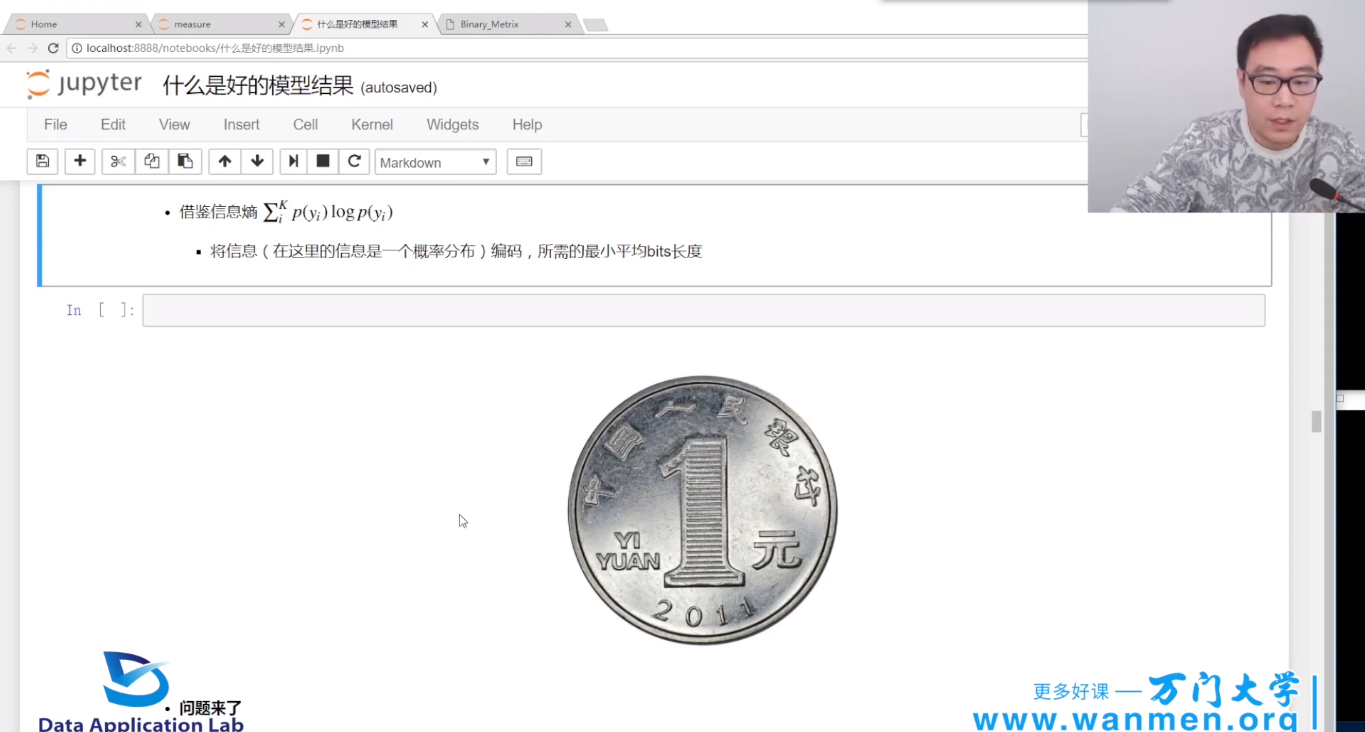 Home
measure
什么是好的模型结果
Binary_Metrix
localhost:8888/notebooks/什么是好的模型结果.ipynb
jupyter 什么是好的模型结果 (autosaved)
File Edit View Insert Cell Kernel Widgets Help
Markdown
• 借鉴信息熵 ∑_i^K p(y_i) log p(y_i)
▪ 将信息（在这里的信息是一个概率分布）编码，所需的最小平均bits长度
In [ ]:
中国人民银行
YI
YUAN
1
元
2011
• 问题来了
Data Application Lab
更多好课 — 万门大学
www.wanmen.org